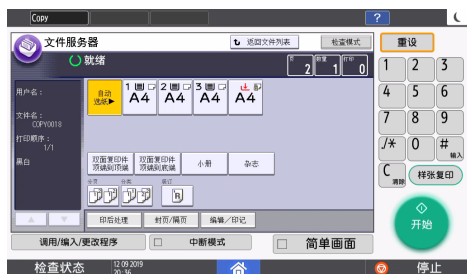 Copy
?
文件服务器
返回文件列表
检查模式
就绪
页 2
数量 1
打印 0
用户名：
文件名：
COPY0018
打印顺序：
1/1
黑白
自动
选纸▶
1 A4
2 A4
3 A4
A4
双面复印件
顶端到顶端
双面复印件
顶端到底端
小册
杂志
分页
分类
装订
印后处理
封页/隔页
编辑／印记
调用/编入/更改程序
中断模式
简单画面
检查状态
12 09 2019
20:36
停止
重设
1 2 3
4 5 6
7 8 9
./* 0 # 输入
C 清除
样张复印
开始